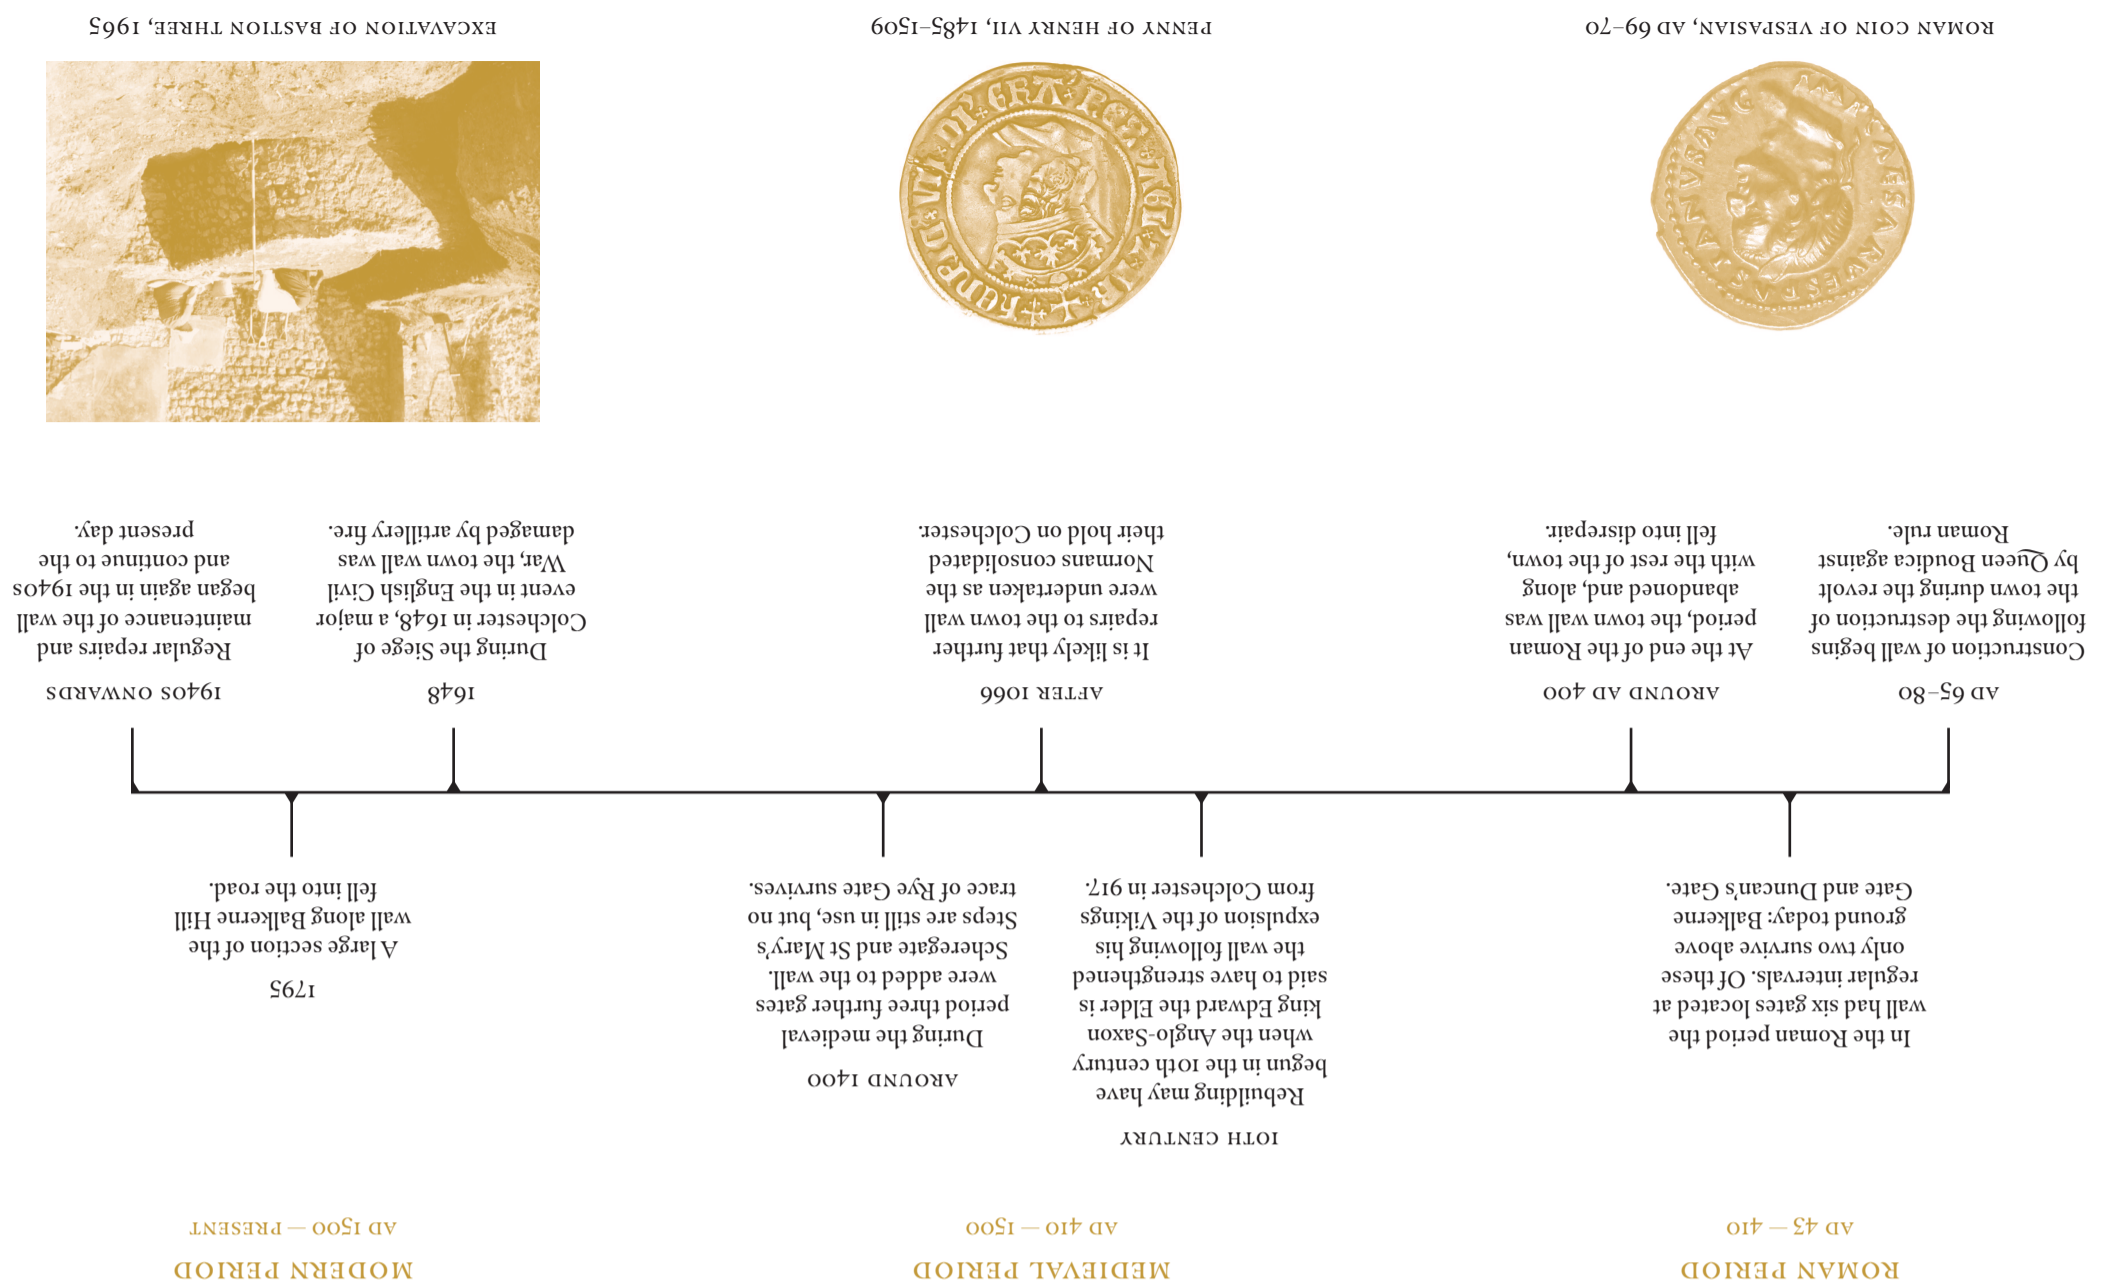 ROMAN PERIOD
AD 43 — 410
In the Roman period the
wall had six gates located at
regular intervals. Of these
only two survive above
ground today: Balkerne
Gate and Duncan's Gate.
AD 65–80
Construction of wall begins
following the destruction of
the town during the revolt
by Queen Boudica against
Roman rule.
AROUND AD 400
At the end of the Roman
period, the town wall was
abandoned and, along
with the rest of the town,
fell into disrepair.
IMP CAESAR VESPASIANVS AVG
ROMAN COIN OF VESPASIAN, AD 69–70
MEDIEVAL PERIOD
AD 410 — 1500
10TH CENTURY
Rebuilding may have
begun in the 10th century
when the Anglo-Saxon
king Edward the Elder is
said to have strengthened
the wall following his
expulsion of the Vikings
from Colchester in 917.
AFTER 1066
It is likely that further
repairs to the town wall
were undertaken as the
Normans consolidated
their hold on Colchester.
AROUND 1400
During the medieval
period three further gates
were added to the wall.
Scheregate and St Mary's
Steps are still in use, but no
trace of Rye Gate survives.
PENNY OF HENRY VII, 1485–1509
MODERN PERIOD
AD 1500 — PRESENT
1648
During the Siege of
Colchester in 1648, a major
event in the English Civil
War, the town wall was
damaged by artillery fire.
1795
A large section of the
wall along Balkerne Hill
fell into the road.
1940S ONWARDS
Regular repairs and
maintenance of the wall
began again in the 1940s
and continue to the
present day.
EXCAVATION OF BASTION THREE, 1965